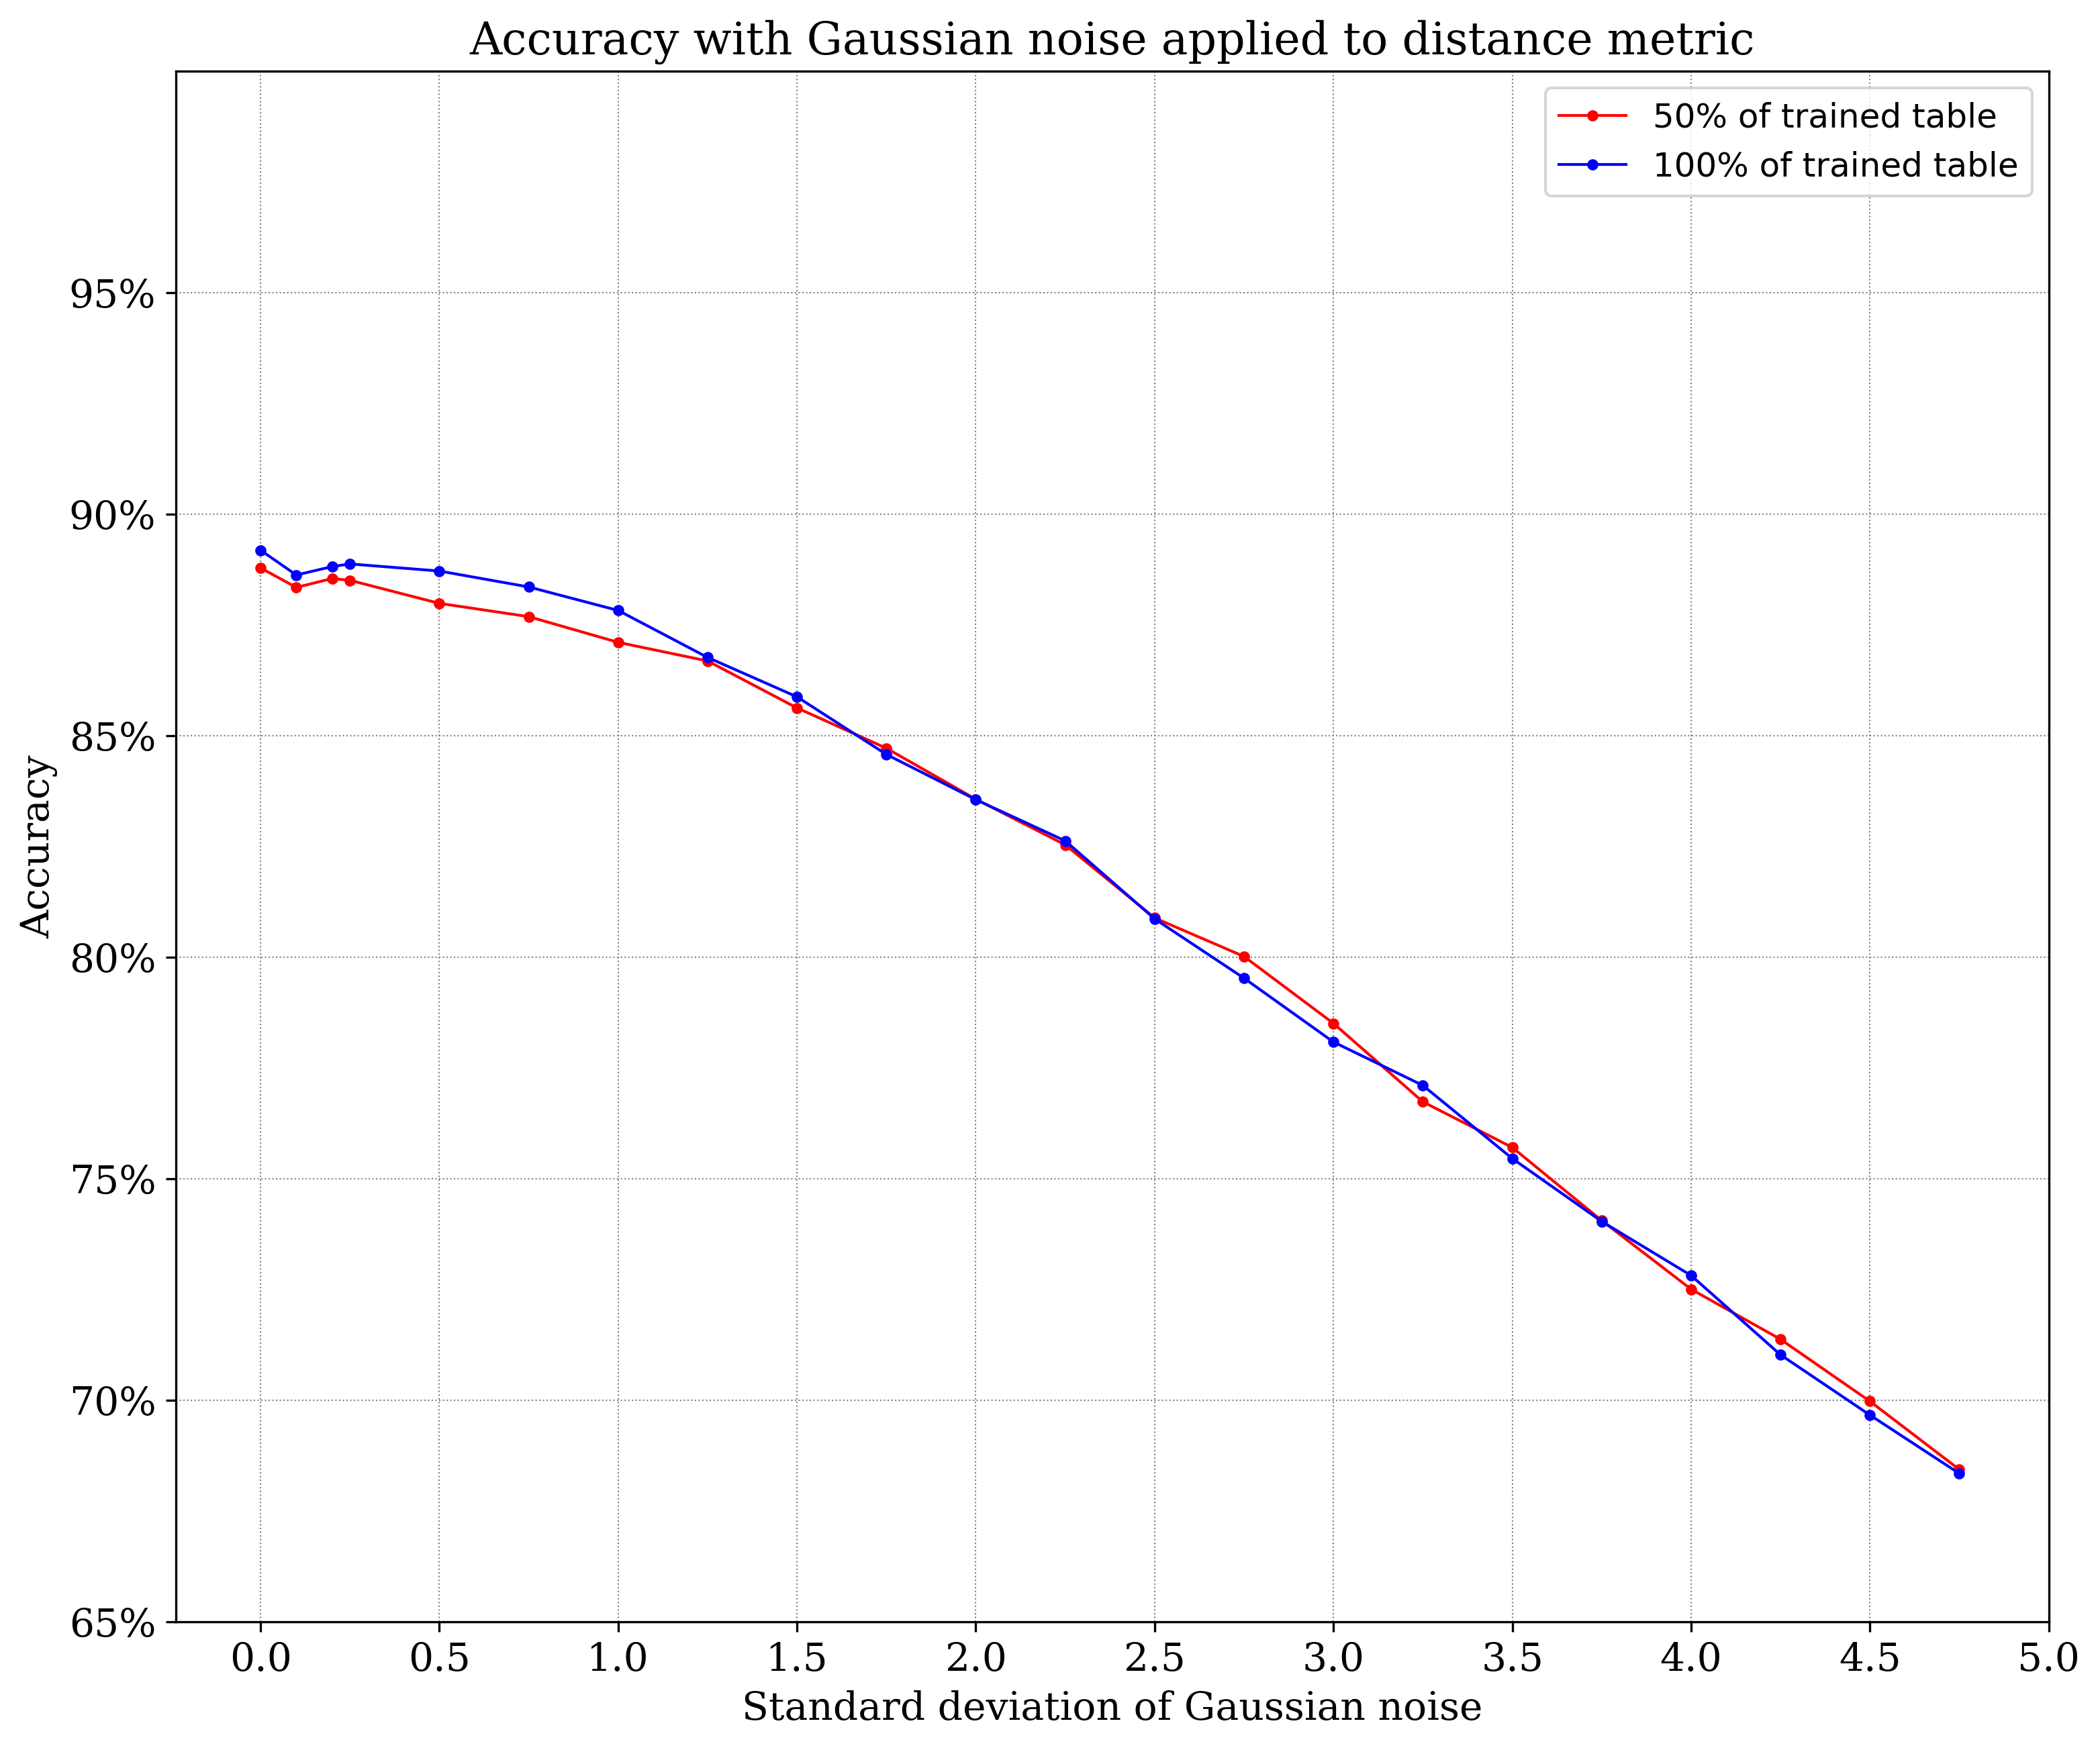 Accuracy with Gaussian noise applied to distance metric
50% of trained table
100% of trained table
95%
90%
85%
80%
75%
70%
65%
Accuracy
0.0 0.5 1.0 1.5 2.0 2.5 3.0 3.5 4.0 4.5 5.0
Standard deviation of Gaussian noise